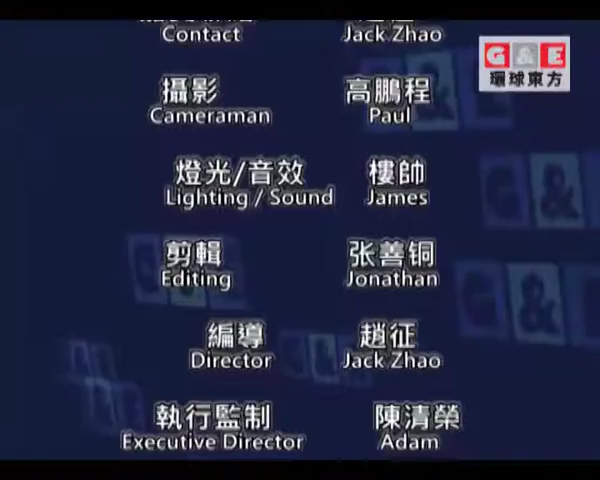 Contact Jack Zhao
G&E
環球東方
攝影 高鵬程
Cameraman Paul
燈光/音效 樓帥
Lighting / Sound James
剪輯 张善铜
Editing Jonathan
編導 趙征
Director Jack Zhao
執行監制 陳清榮
Executive Director Adam